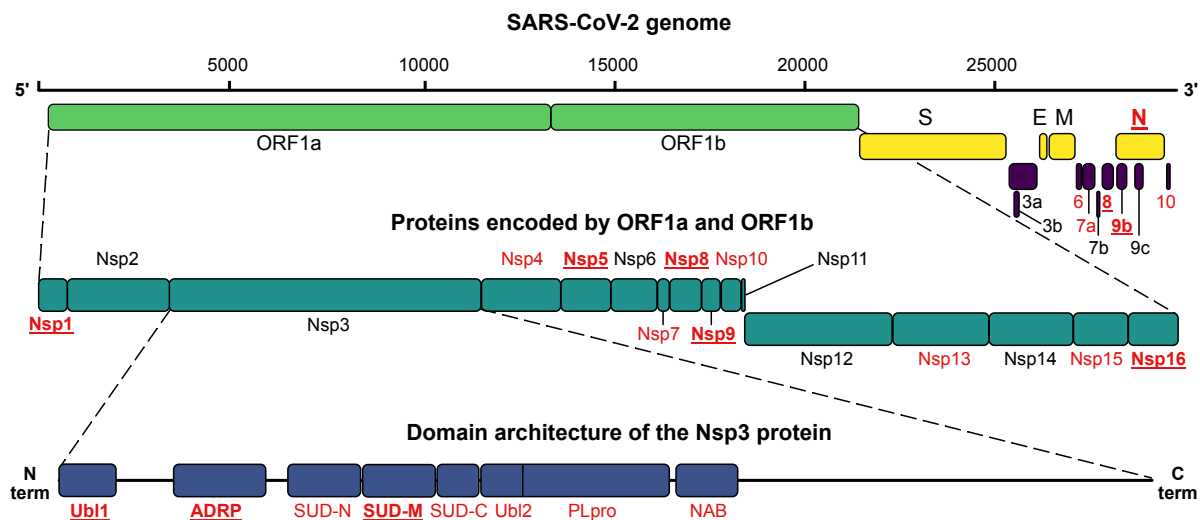 SARS-CoV-2 genome
5000 10000 15000 20000 25000
5' 3'
S E M N
ORF1a ORF1b
3a 6 8 10
3b 7a 9b
7b 9c
Proteins encoded by ORF1a and ORF1b
Nsp2 Nsp4 Nsp5 Nsp6 Nsp8 Nsp10 Nsp11
Nsp1 Nsp3 Nsp7 Nsp9
Nsp12 Nsp13 Nsp14 Nsp15 Nsp16
Domain architecture of the Nsp3 protein
N term
C term
Ubl1 ADRP SUD-N SUD-M SUD-C Ubl2 PLpro NAB